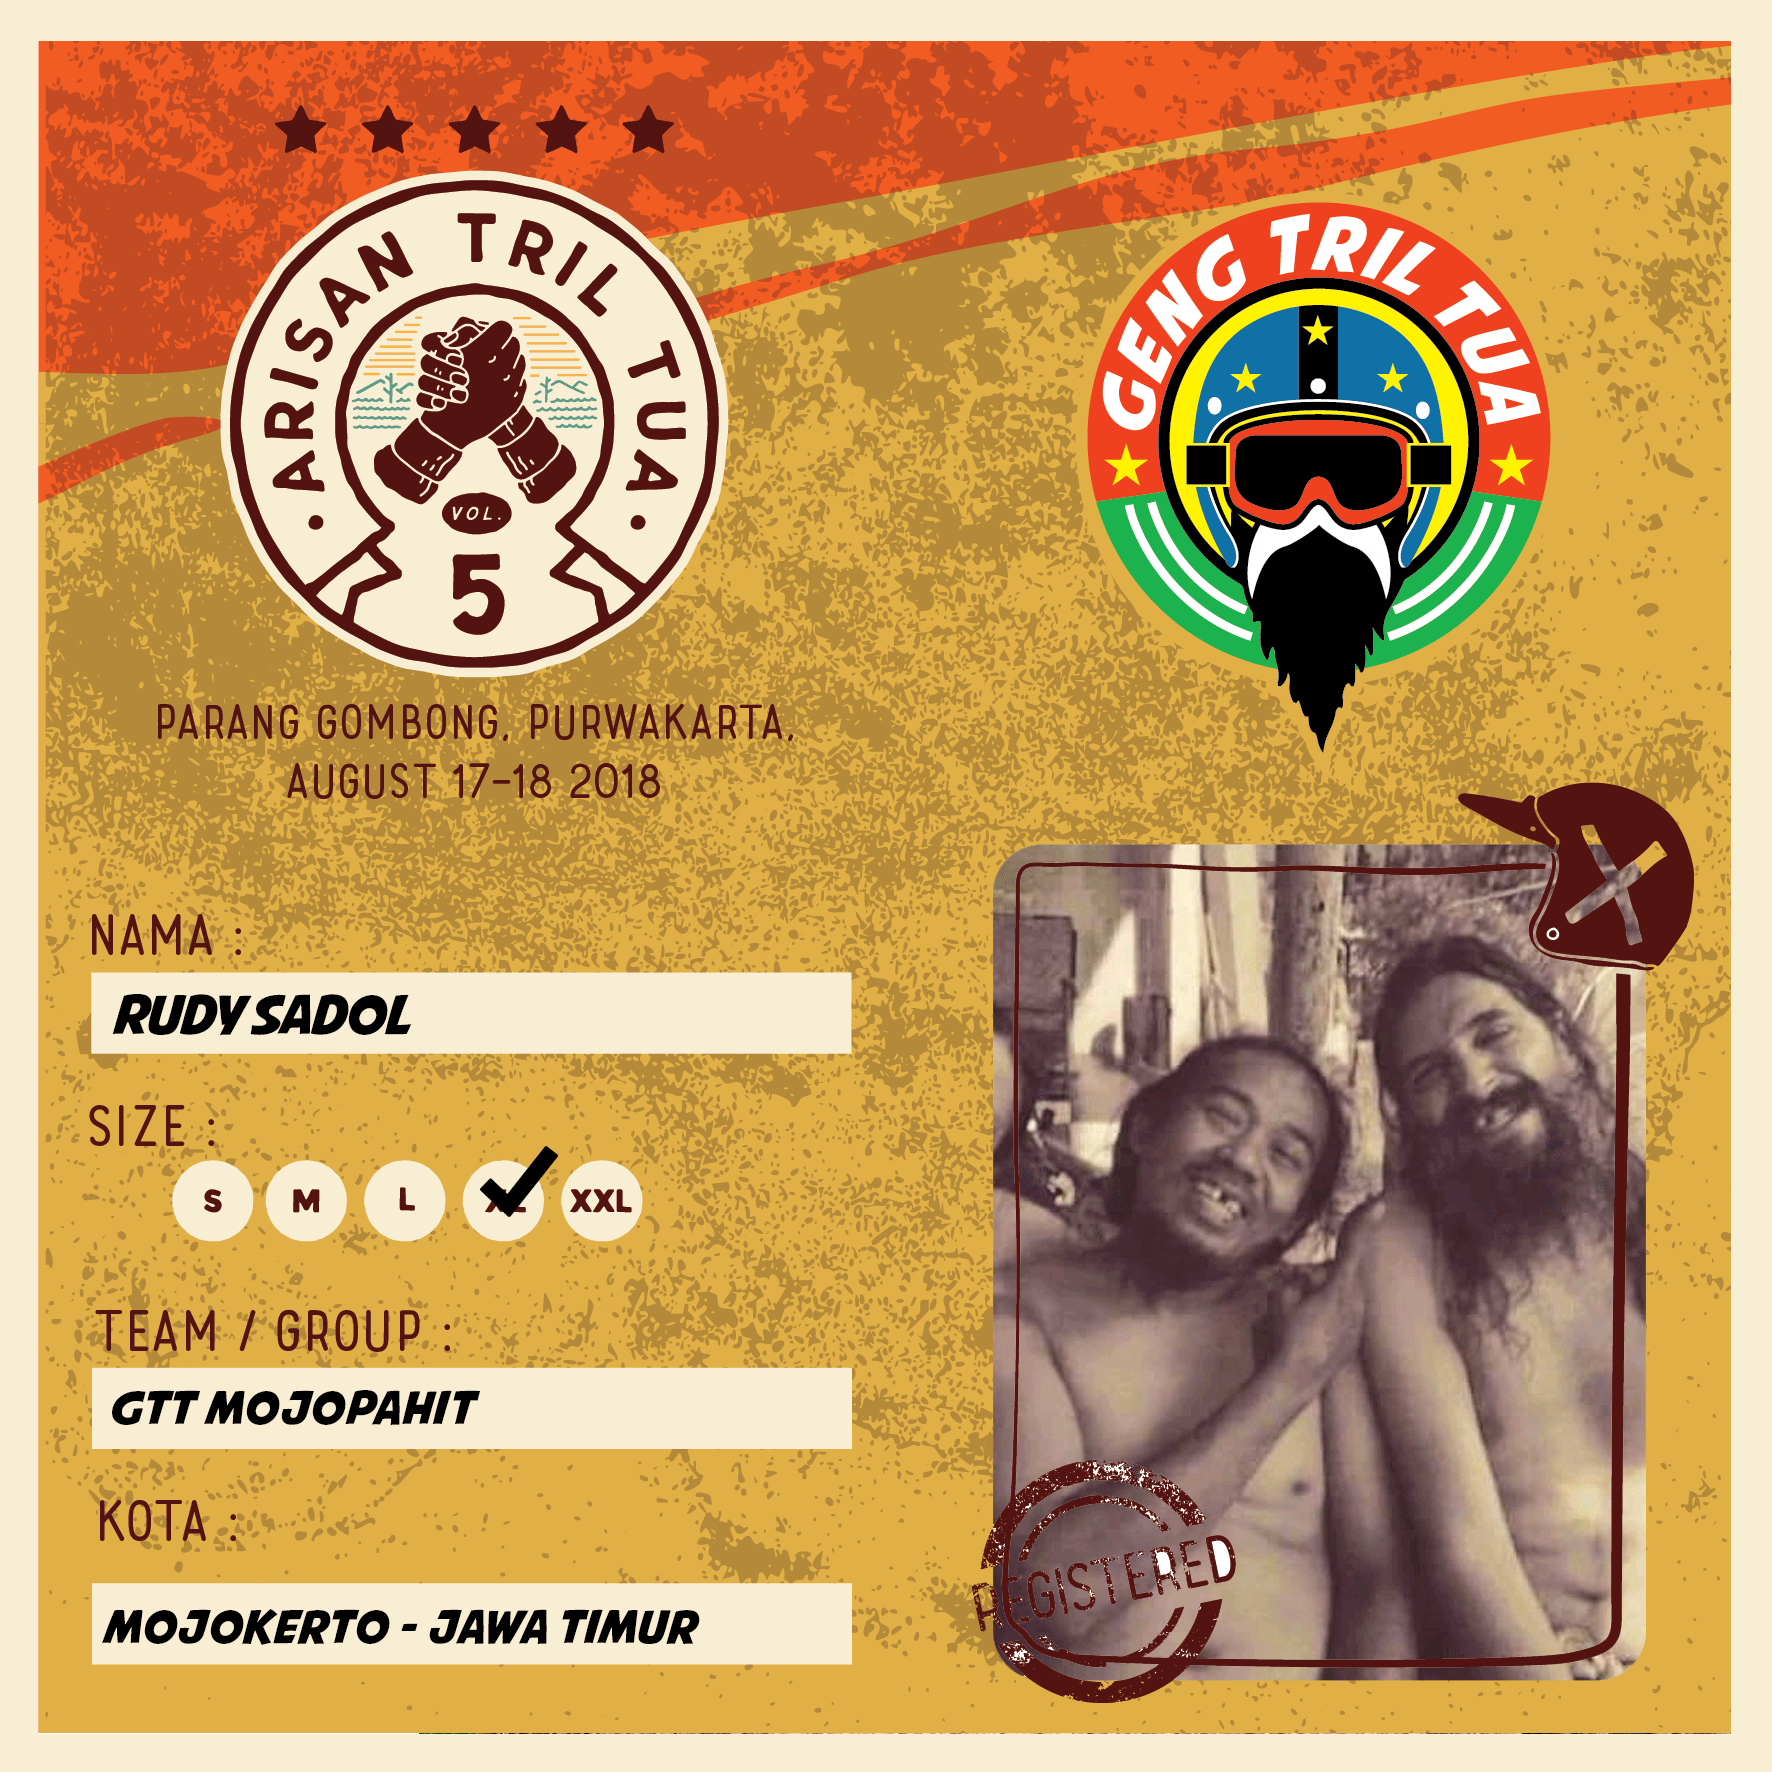 ARISAN TRIL TUA
VOL.
5
GENG TRIL TUA
PARANG GOMBONG, PURWAKARTA,
AUGUST 17-18 2018
NAMA :
RUDY SADOL
SIZE :
S M L XL XXL
TEAM / GROUP :
GTT MOJOPAHIT
KOTA :
MOJOKERTO - JAWA TIMUR
REGISTERED